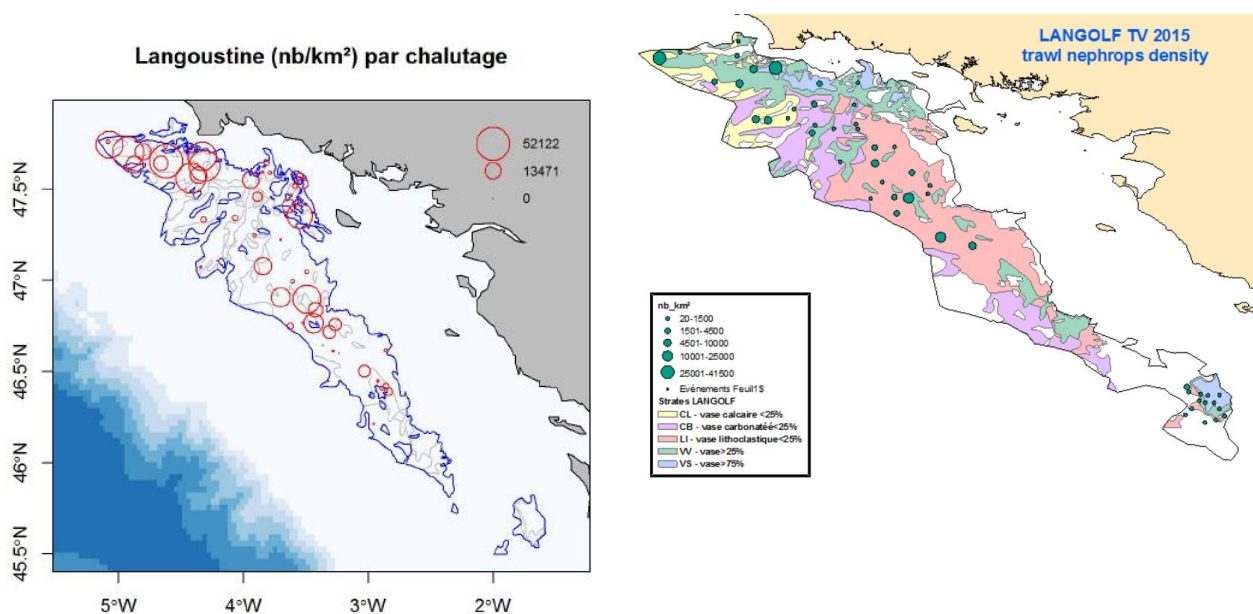 Langoustine (nb/km²) par chalutage
52122
13471
0
47.5°N
47°N
46.5°N
46°N
45.5°N
5°W
4°W
3°W
2°W
LANGOLF TV 2015
trawl nephrops density
nb_km²
20-1500
1501-4500
4501-10000
10001-25000
25001-41500
Evénements Feuil1$
Strates LANGOLF
CL - vase calcaire <25%
CB - vase carbonatéé<25%
LI - vase lithoclastique<25%
VV - vase>25%
VS - vase>75%